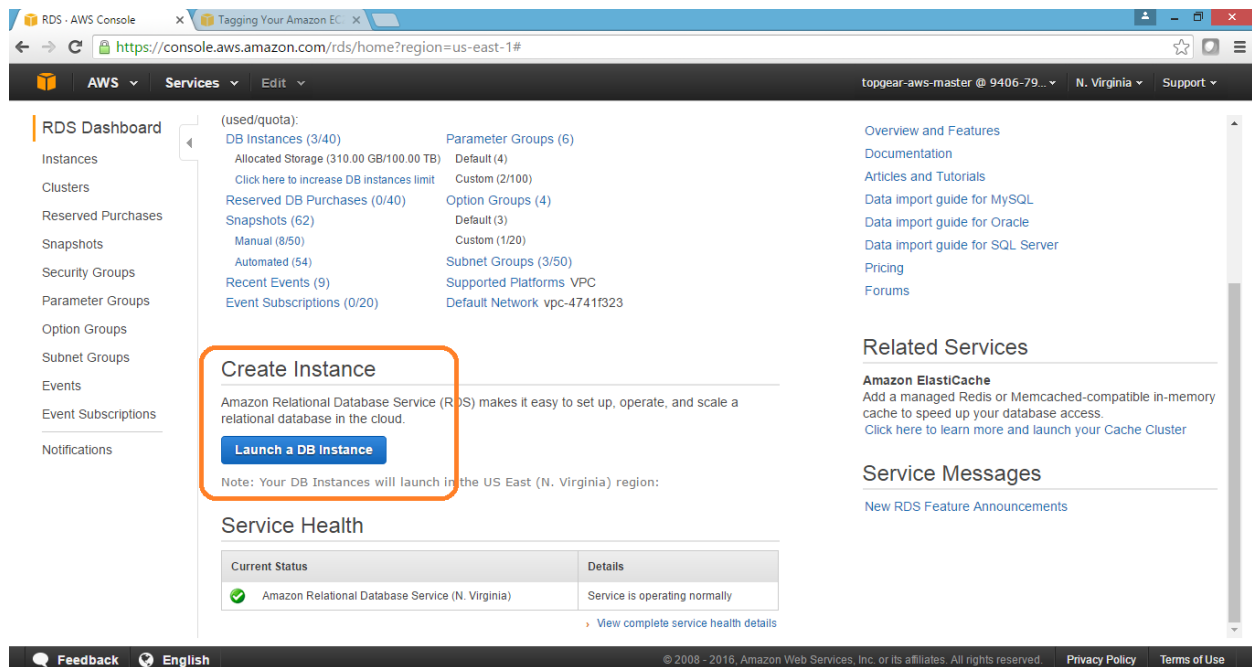 RDS · AWS Console
Tagging Your Amazon EC
https://console.aws.amazon.com/rds/home?region=us-east-1#
AWS
Services
Edit
topgear-aws-master @ 9406-79...
N. Virginia
Support
RDS Dashboard
Instances
Clusters
Reserved Purchases
Snapshots
Security Groups
Parameter Groups
Option Groups
Subnet Groups
Events
Event Subscriptions
Notifications
(used/quota):
DB Instances (3/40)
Allocated Storage (310.00 GB/100.00 TB)
Click here to increase DB instances limit
Reserved DB Purchases (0/40)
Snapshots (62)
Manual (8/50)
Automated (54)
Recent Events (9)
Event Subscriptions (0/20)
Parameter Groups (6)
Default (4)
Custom (2/100)
Option Groups (4)
Default (3)
Custom (1/20)
Subnet Groups (3/50)
Supported Platforms VPC
Default Network vpc-4741f323
Create Instance
Amazon Relational Database Service (RDS) makes it easy to set up, operate, and scale a
relational database in the cloud.
Launch a DB Instance
Note: Your DB Instances will launch in the US East (N. Virginia) region:
Service Health
Current Status
Details
Amazon Relational Database Service (N. Virginia)
Service is operating normally
› View complete service health details
Overview and Features
Documentation
Articles and Tutorials
Data import guide for MySQL
Data import guide for Oracle
Data import guide for SQL Server
Pricing
Forums
Related Services
Amazon ElastiCache
Add a managed Redis or Memcached-compatible in-memory
cache to speed up your database access.
Click here to learn more and launch your Cache Cluster
Service Messages
New RDS Feature Announcements
Feedback
English
© 2008 - 2016, Amazon Web Services, Inc. or its affiliates. All rights reserved.
Privacy Policy
Terms of Use